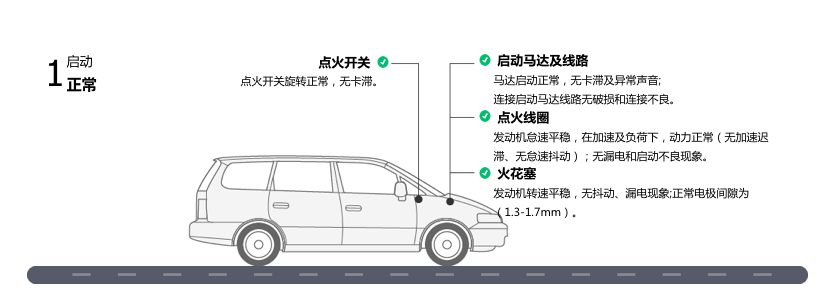 1
启动
正常
点火开关
点火开关旋转正常，无卡滞。
启动马达及线路
马达启动正常，无卡滞及异常声音;
连接启动马达线路无破损和连接不良。
点火线圈
发动机怠速平稳，在加速及负荷下，动力正常（无加速迟
滞、无怠速抖动）；无漏电和启动不良现象。
火花塞
发动机转速平稳，无抖动、漏电现象;正常电极间隙为
（1.3-1.7mm）。